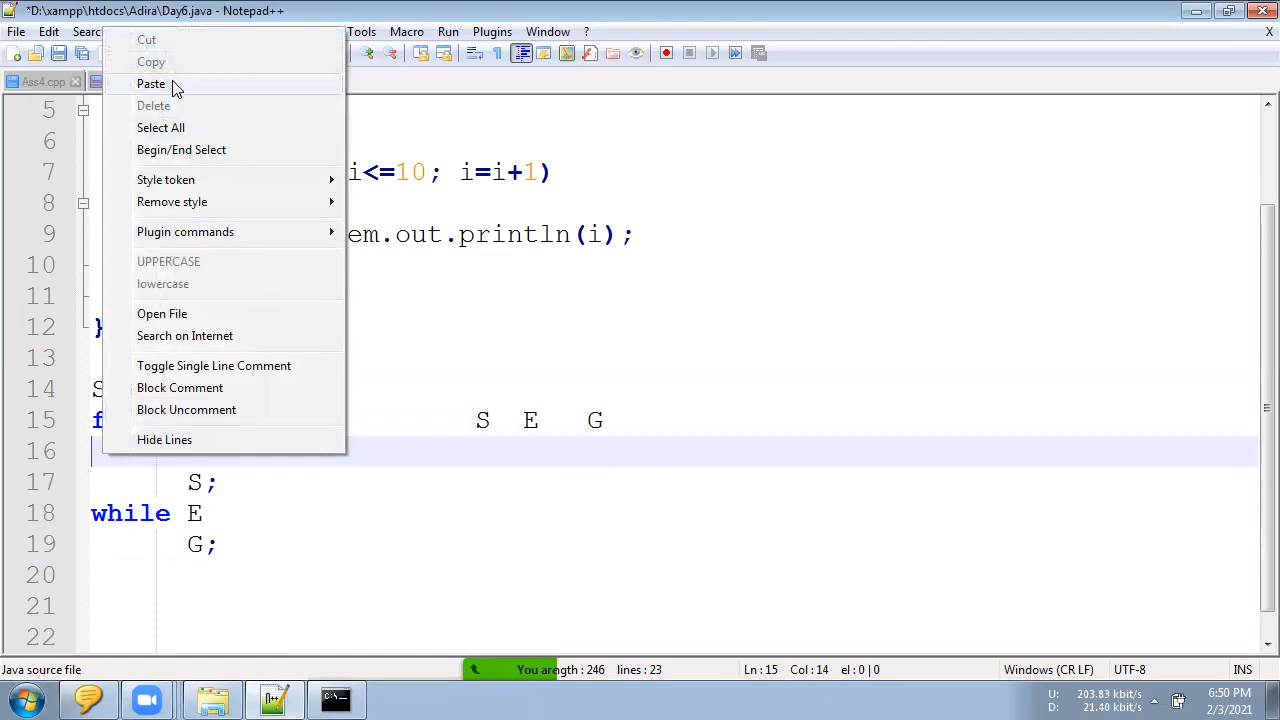 *D:\xampp\htdocs\Adira\Day6.java - Notepad++
File Edit Searc Tools Macro Run Plugins Window ? X
Ass4.cpp
Cut
Copy
Paste
Delete
Select All
Begin/End Select
Style token
Remove style
Plugin commands
UPPERCASE
lowercase
Open File
Search on Internet
Toggle Single Line Comment
Block Comment
Block Uncomment
Hide Lines
5
6
7 i<=10; i=i+1)
8
9 em.out.println(i);
10
11
12 }
13
14 S
15 f S E G
16
17 S;
18 while E
19 G;
20
21
22
Java source file You are gth : 246 lines : 23 Ln : 15 Col : 14 el : 0 | 0 Windows (CR LF) UTF-8 INS
U: 203.83 kbit/s
D: 21.40 kbit/s
6:50 PM
2/3/2021